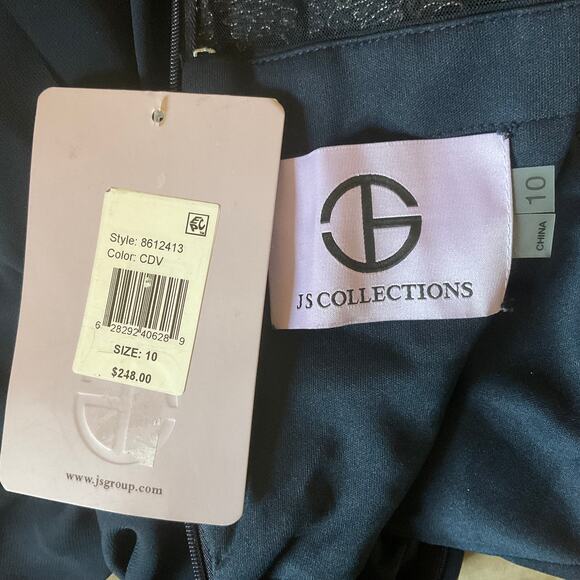 Style: 8612413
Color: CDV
6 28292 40628 9
SIZE: 10
$248.00
www.jsgroup.com
JS COLLECTIONS
10
CHINA